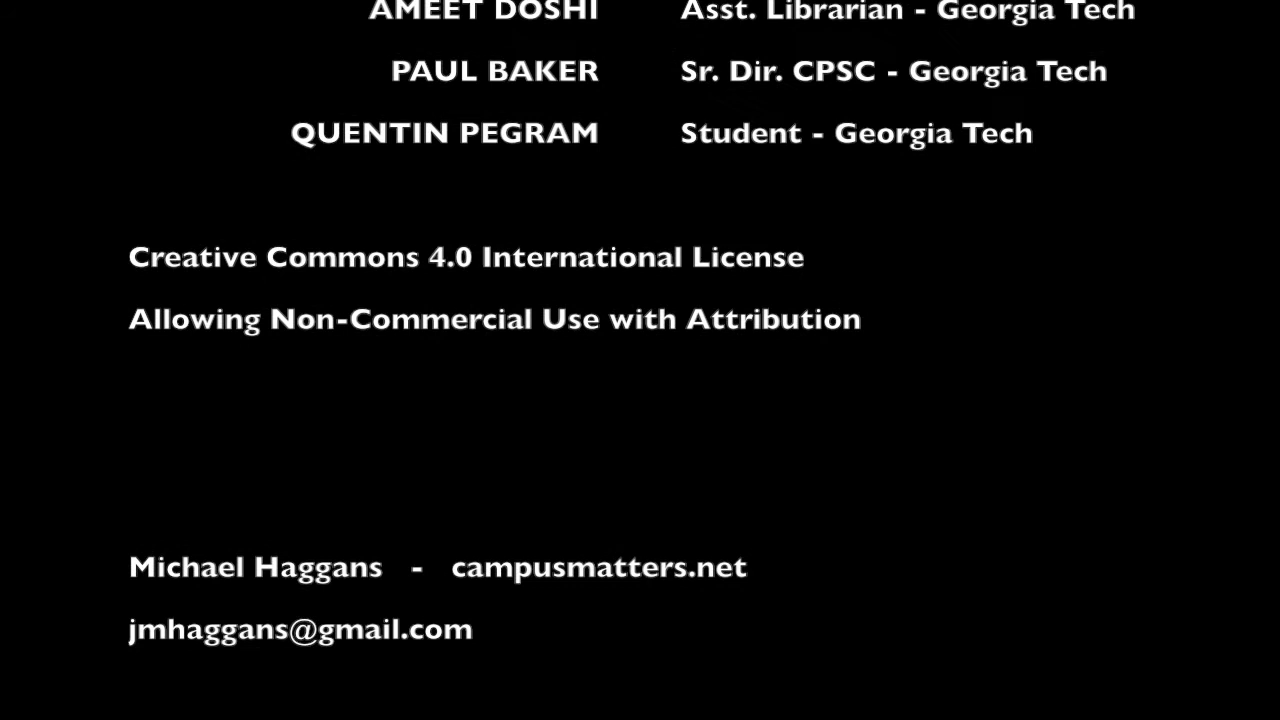 AMEET DOSHI Asst. Librarian - Georgia Tech
PAUL BAKER Sr. Dir. CPSC - Georgia Tech
QUENTIN PEGRAM Student - Georgia Tech
Creative Commons 4.0 International License
Allowing Non-Commercial Use with Attribution
Michael Haggans - campusmatters.net
jmhaggans@gmail.com